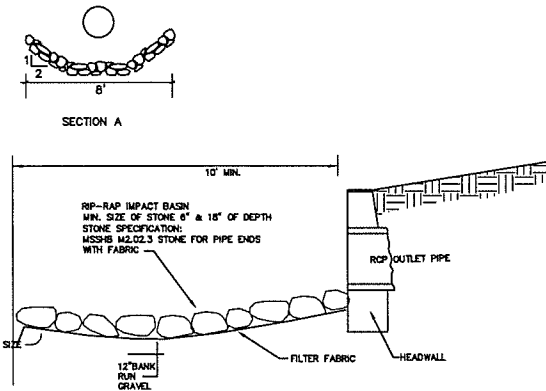 1
2
8'
SECTION A
10' MIN.
RIP-RAP IMPACT BASIN
MIN. SIZE OF STONE 6" & 18" OF DEPTH
STONE SPECIFICATION:
MSSHB M2.02.3 STONE FOR PIPE ENDS
WITH FABRIC
RCP OUTLET PIPE
SIZE
12"BANK
RUN
GRAVEL
FILTER FABRIC
HEADWALL